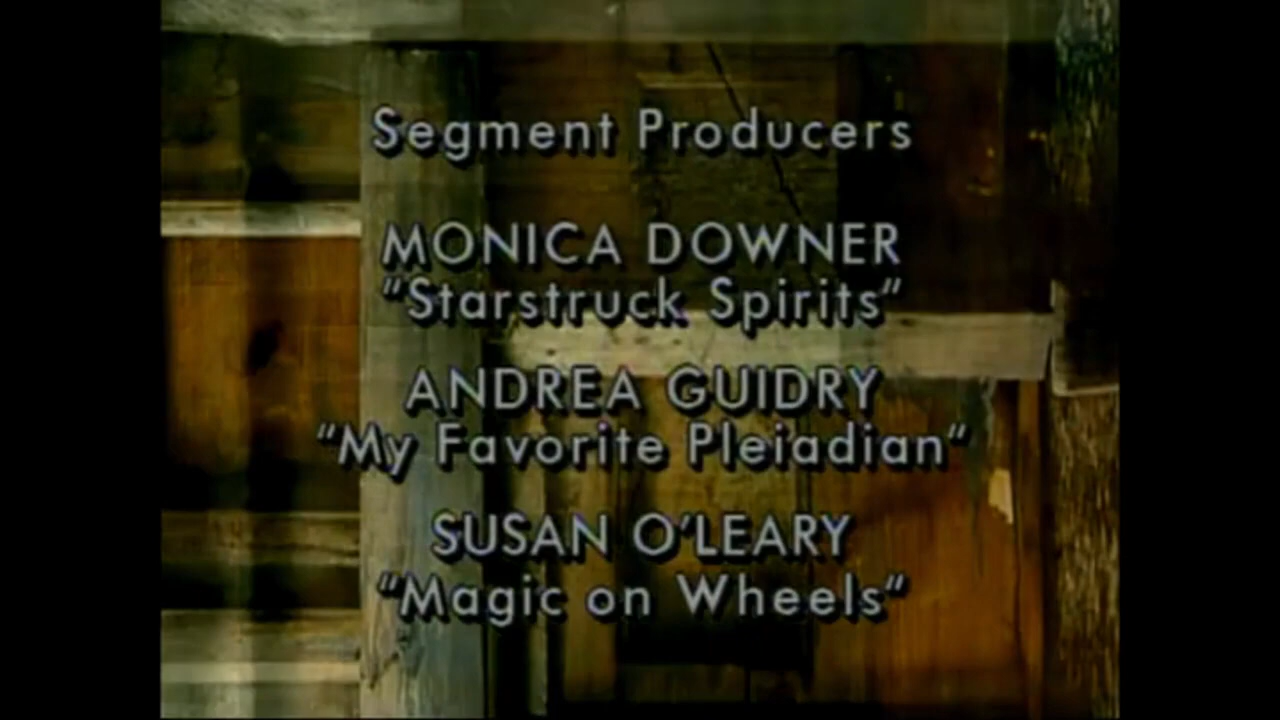 Segment Producers
MONICA DOWNER
"Starstruck Spirits"
ANDREA GUIDRY
"My Favorite Pleiadian"
SUSAN O'LEARY
"Magic on Wheels"